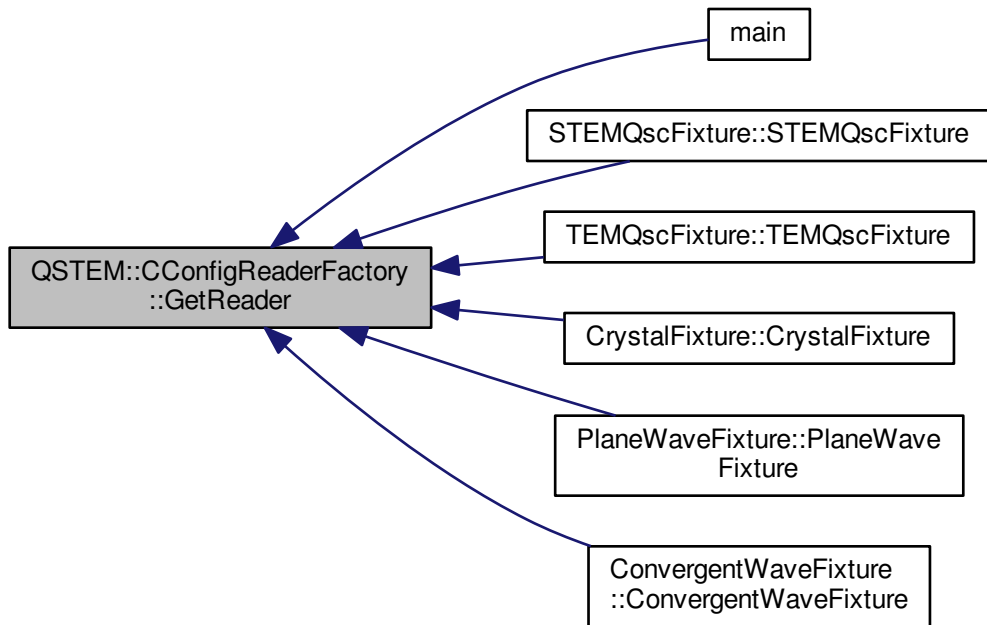 main
STEMQscFixture::STEMQscFixture
TEMQscFixture::TEMQscFixture
QSTEM::CConfigReaderFactory
::GetReader
CrystalFixture::CrystalFixture
PlaneWaveFixture::PlaneWave
Fixture
ConvergentWaveFixture
::ConvergentWaveFixture